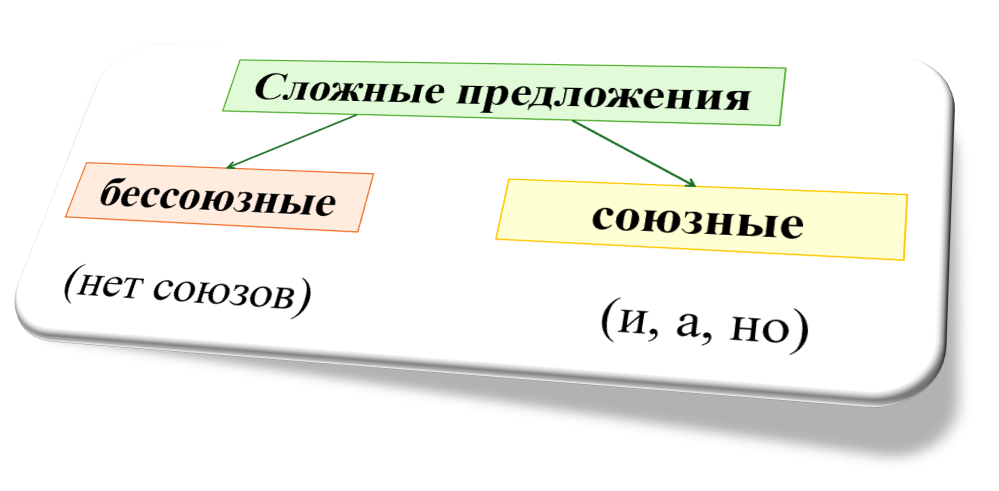 Сложные предложения
бессоюзные
союзные
(нет союзов)
(и, а, но)